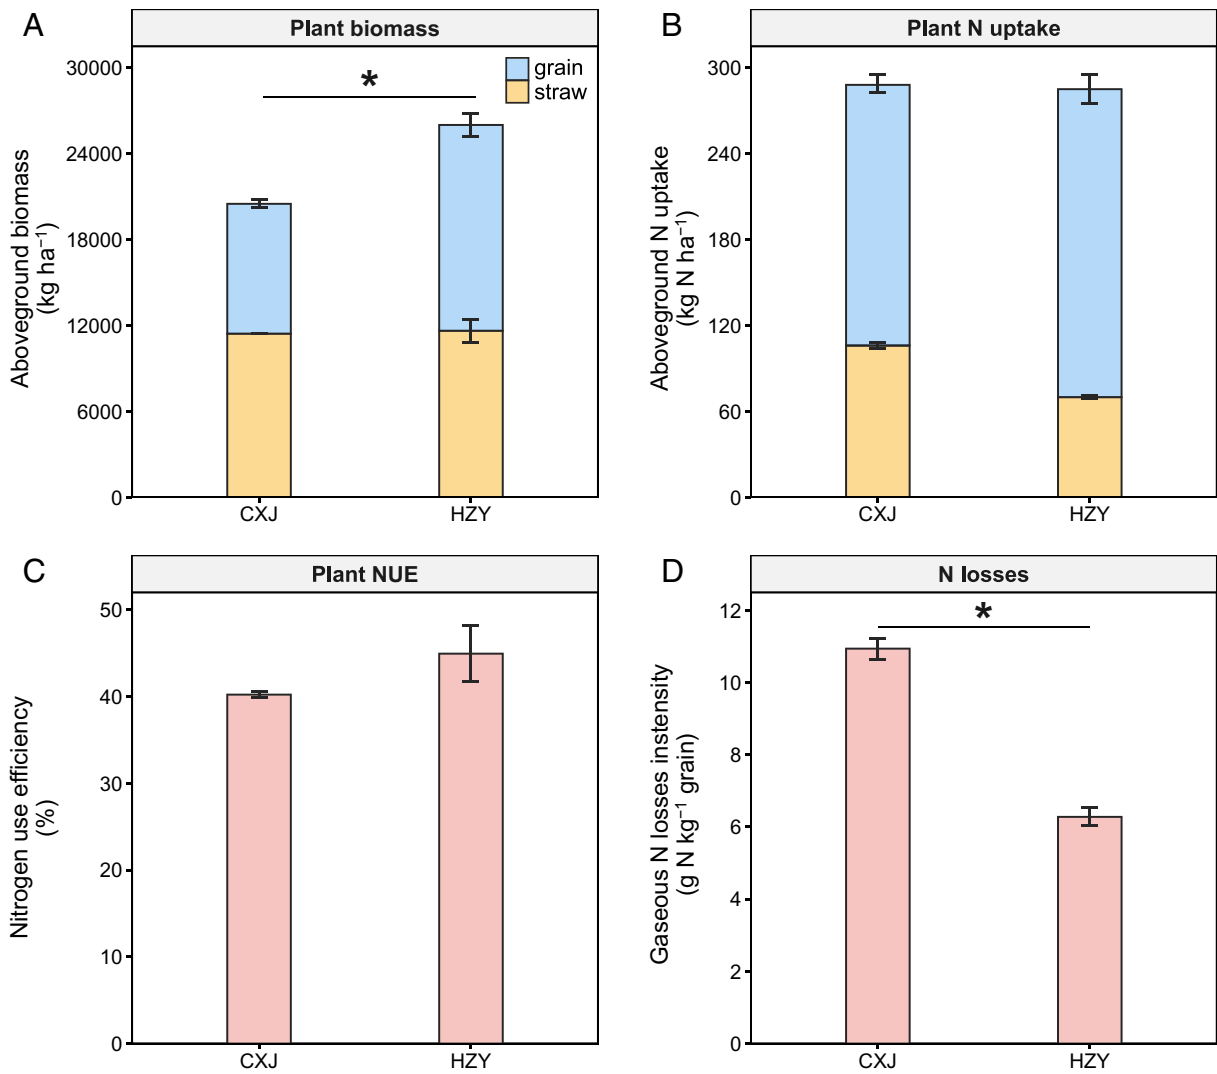 A
Plant biomass
Aboveground biomass
(kg ha⁻¹)
30000
24000
18000
12000
6000
0
*
grain
straw
CXJ
HZY
B
Plant N uptake
Aboveground N uptake
(kg N ha⁻¹)
300
240
180
120
60
0
CXJ
HZY
C
Plant NUE
Nitrogen use efficiency
(%)
50
40
30
20
10
0
CXJ
HZY
D
N losses
Gaseous N losses instensity
(g N kg⁻¹ grain)
12
10
8
6
4
2
0
*
CXJ
HZY